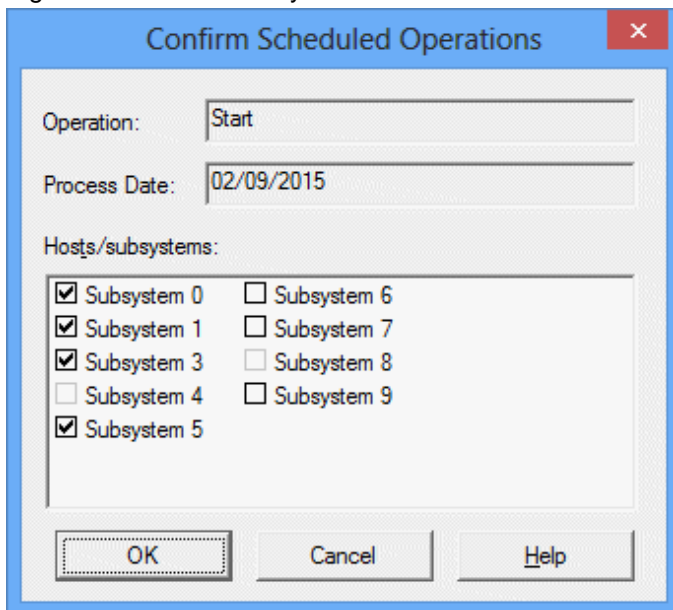 Confirm Scheduled Operations
Operation: Start
Process Date: 02/09/2015
Hosts/subsystems:
Subsystem 0 Subsystem 6
Subsystem 1 Subsystem 7
Subsystem 3 Subsystem 8
Subsystem 4 Subsystem 9
Subsystem 5
OK Cancel Help